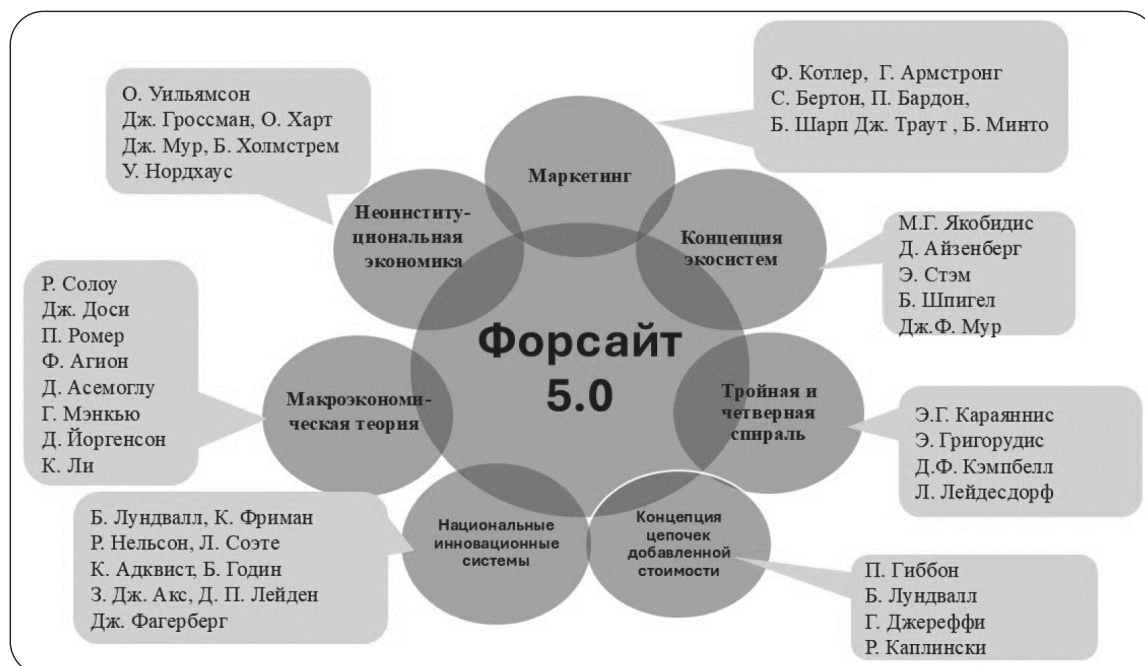 О. Уильямсон
Дж. Гроссман, О. Харт
Дж. Мур, Б. Холмстрем
У. Нордхаус
Ф. Котлер, Г. Армстронг
С. Бертон, П. Бардон,
Б. Шарп Дж. Траут , Б. Минто
Маркетинг
Неоинститу-
циональная
экономика
Концепция
экосистем
М.Г. Якобидис
Д. Айзенберг
Э. Стэм
Б. Шпигел
Дж.Ф. Мур
Р. Солоу
Дж. Доси
П. Ромер
Ф. Агион
Д. Асемоглу
Г. Мэнкью
Д. Йоргенсон
К. Ли
Форсайт
5.0
Макроэкономи-
ческая теория
Тройная и
четверная
спираль
Э.Г. Караяннис
Э. Григорудис
Д.Ф. Кэмпбелл
Л. Лейдесдорф
Б. Лундвалл, К. Фриман
Р. Нельсон, Л. Соэте
К. Адквист, Б. Годин
З. Дж. Акс, Д. П. Лейден
Дж. Фагерберг
Национальные
инновационные
системы
Концепция
цепочек
добавленной
стоимости
П. Гиббон
Б. Лундвалл
Г. Джереффи
Р. Каплински